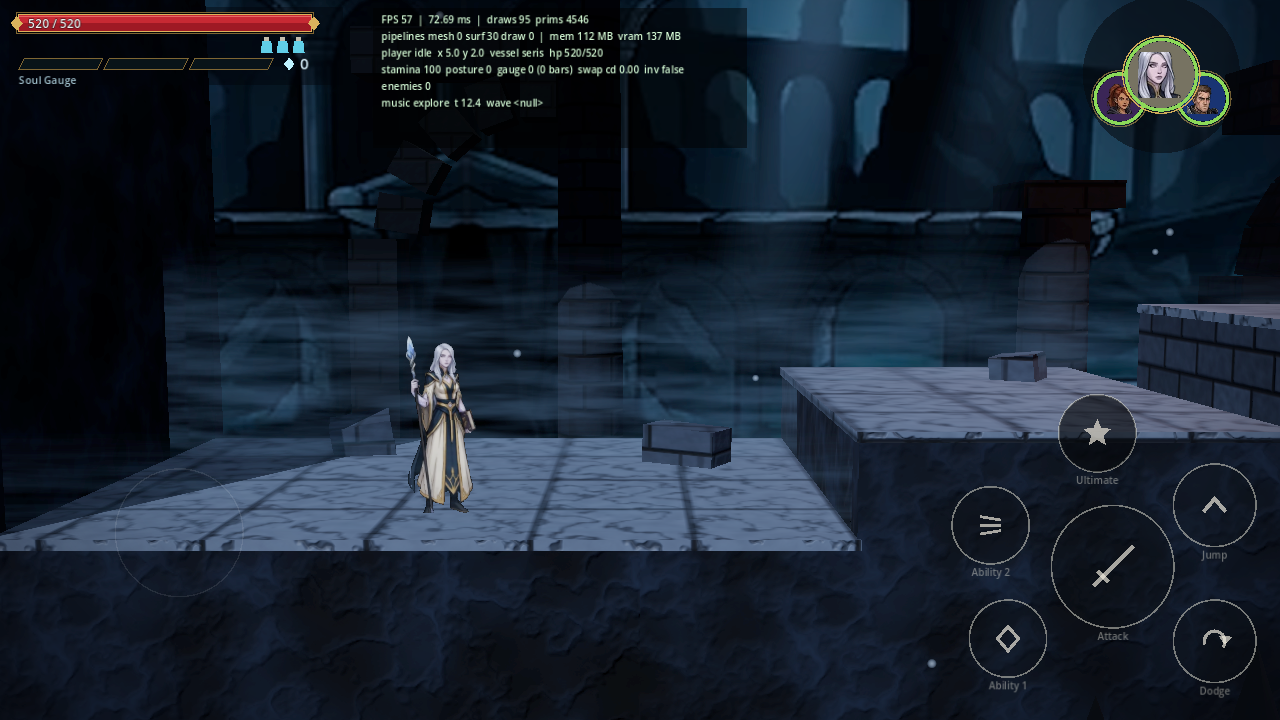 520 / 520
0
Soul Gauge
FPS 57 | 72.69 ms | draws 95 prims 4546
pipelines mesh 0 surf 30 draw 0 | mem 112 MB vram 137 MB
player idle x 5.0 y 2.0 vessel seris hp 520/520
stamina 100 posture 0 gauge 0 (0 bars) swap cd 0.00 inv false
enemies 0
music explore t 12.4 wave <null>
Ultimate
Ability 2
Jump
Attack
Ability 1
Dodge